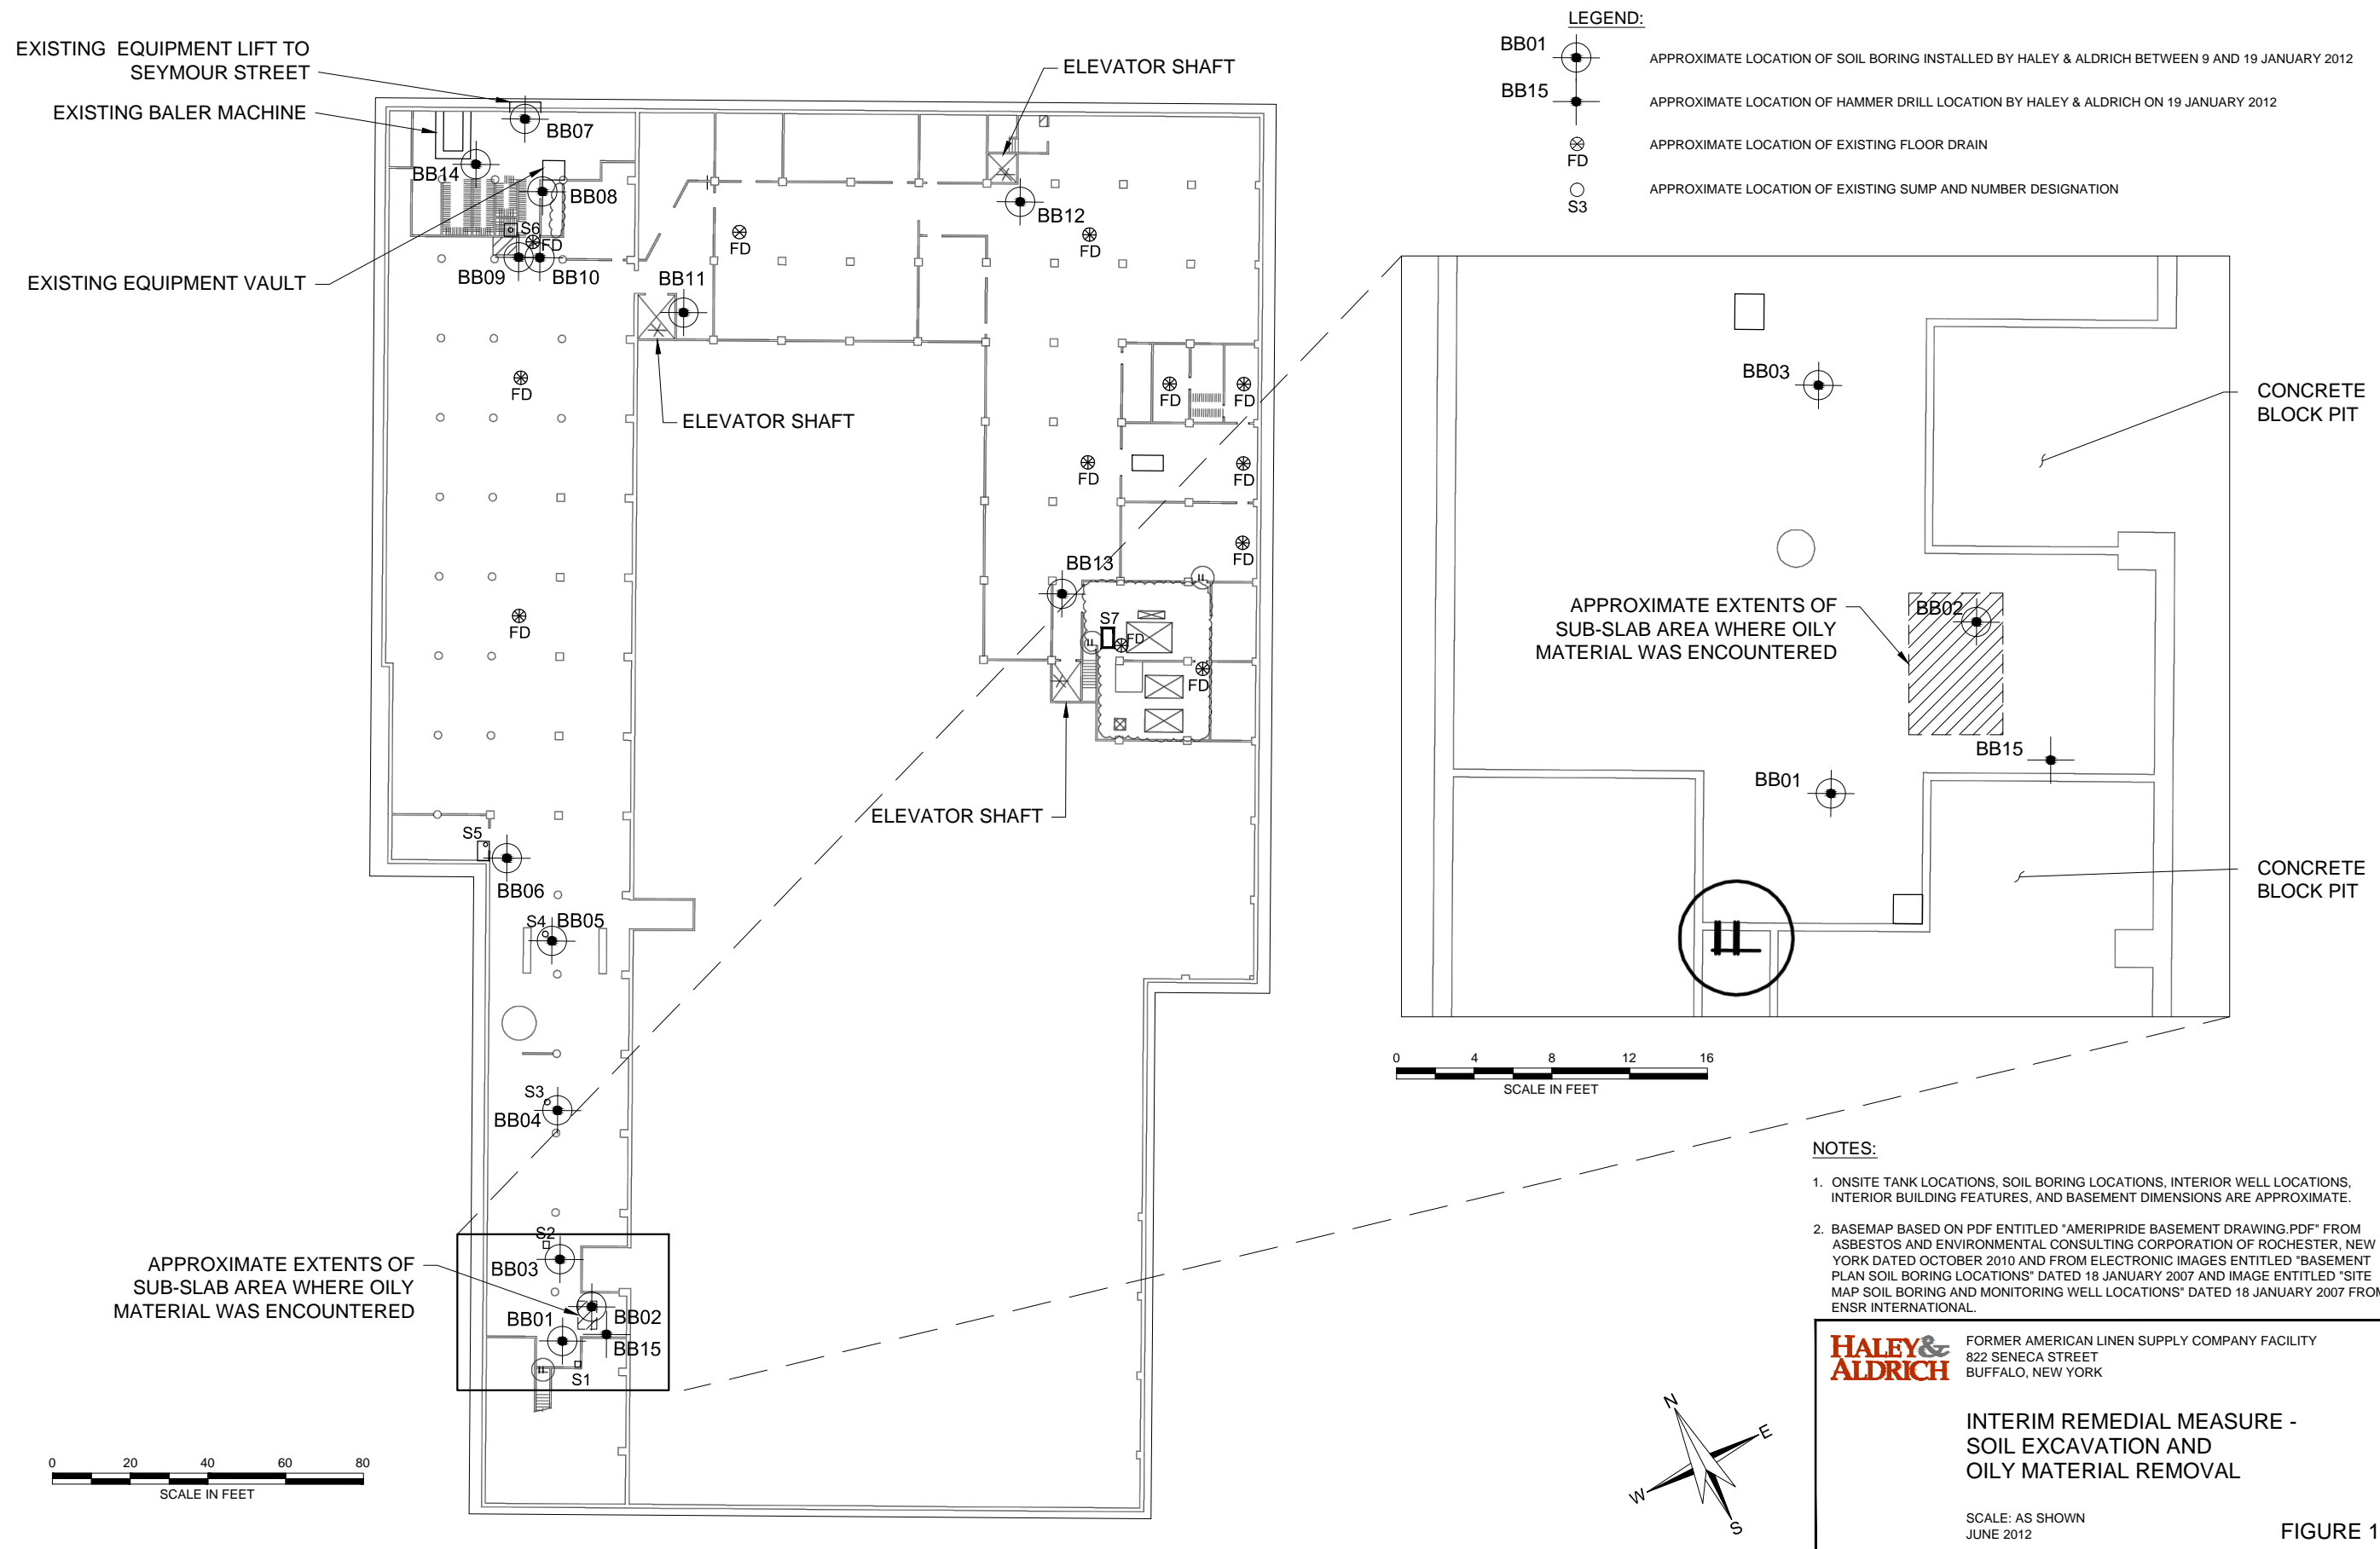 LEGEND:
BB01
APPROXIMATE LOCATION OF SOIL BORING INSTALLED BY HALEY & ALDRICH BETWEEN 9 AND 19 JANUARY 2012
BB15
APPROXIMATE LOCATION OF HAMMER DRILL LOCATION BY HALEY & ALDRICH ON 19 JANUARY 2012
FD
APPROXIMATE LOCATION OF EXISTING FLOOR DRAIN
S3
APPROXIMATE LOCATION OF EXISTING SUMP AND NUMBER DESIGNATION
EXISTING EQUIPMENT LIFT TO
SEYMOUR STREET
EXISTING BALER MACHINE
EXISTING EQUIPMENT VAULT
ELEVATOR SHAFT
BB07
BB14
BB08
S6
FD
BB09
BB10
BB11
BB12
FD
FD
ELEVATOR SHAFT
FD
FD
FD
FD
FD
FD
FD
BB13
S7
FD
FD
ELEVATOR SHAFT
S5
BB06
S4
BB05
S3
BB04
S2
BB03
APPROXIMATE EXTENTS OF
SUB-SLAB AREA WHERE OILY
MATERIAL WAS ENCOUNTERED
BB01
BB02
BB15
S1
0 20 40 60 80
SCALE IN FEET
BB03
CONCRETE
BLOCK PIT
APPROXIMATE EXTENTS OF
SUB-SLAB AREA WHERE OILY
MATERIAL WAS ENCOUNTERED
BB02
BB15
BB01
CONCRETE
BLOCK PIT
0 4 8 12 16
SCALE IN FEET
NOTES:
1. ONSITE TANK LOCATIONS, SOIL BORING LOCATIONS, INTERIOR WELL LOCATIONS,
INTERIOR BUILDING FEATURES, AND BASEMENT DIMENSIONS ARE APPROXIMATE.
2. BASEMAP BASED ON PDF ENTITLED "AMERIPRIDE BASEMENT DRAWING.PDF" FROM
ASBESTOS AND ENVIRONMENTAL CONSULTING CORPORATION OF ROCHESTER, NEW
YORK DATED OCTOBER 2010 AND FROM ELECTRONIC IMAGES ENTITLED "BASEMENT
PLAN SOIL BORING LOCATIONS" DATED 18 JANUARY 2007 AND IMAGE ENTITLED "SITE
MAP SOIL BORING AND MONITORING WELL LOCATIONS" DATED 18 JANUARY 2007 FROM
ENSR INTERNATIONAL.
N
E
W
S
HALEY&
ALDRICH
FORMER AMERICAN LINEN SUPPLY COMPANY FACILITY
822 SENECA STREET
BUFFALO, NEW YORK
INTERIM REMEDIAL MEASURE -
SOIL EXCAVATION AND
OILY MATERIAL REMOVAL
SCALE: AS SHOWN
JUNE 2012
FIGURE 1